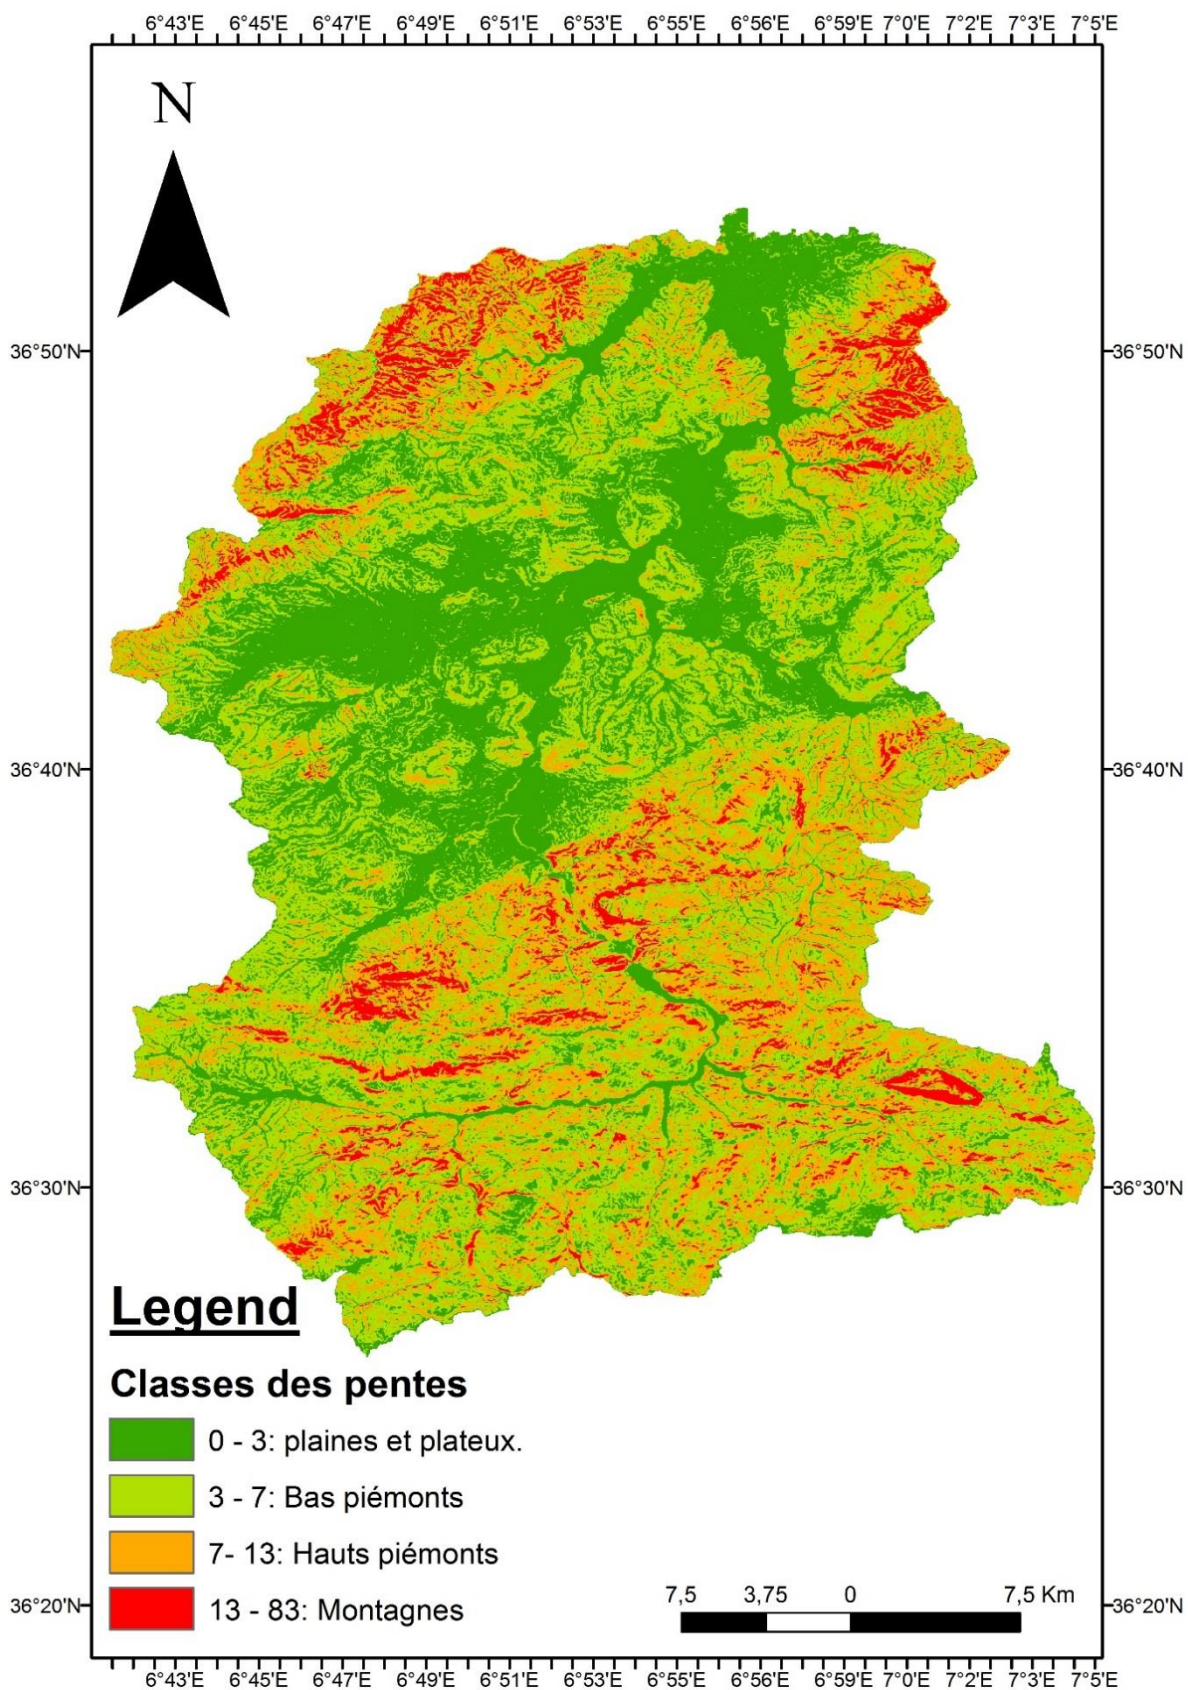 6°43'E 6°45'E 6°47'E 6°49'E 6°51'E 6°53'E 6°55'E 6°56'E 6°59'E 7°0'E 7°2'E 7°3'E 7°5'E
N
36°50'N 36°50'N
36°40'N 36°40'N
36°30'N 36°30'N
Legend
Classes des pentes
0 - 3: plaines et plateux.
3 - 7: Bas piémonts
7- 13: Hauts piémonts
13 - 83: Montagnes
7,5 3,75 0 7,5 Km
36°20'N 36°20'N
6°43'E 6°45'E 6°47'E 6°49'E 6°51'E 6°53'E 6°55'E 6°56'E 6°59'E 7°0'E 7°2'E 7°3'E 7°5'E